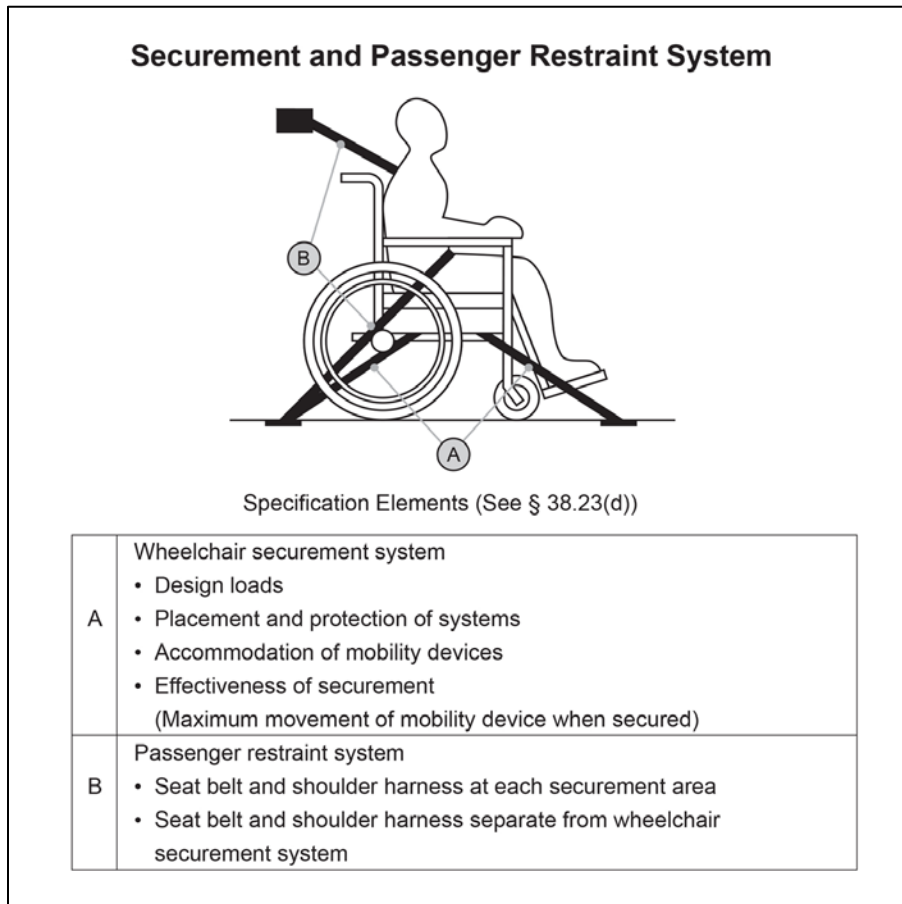 Securement and Passenger Restraint System
B
A
Specification Elements (See § 38.23(d))
A
Wheelchair securement system
• Design loads
• Placement and protection of systems
• Accommodation of mobility devices
• Effectiveness of securement
(Maximum movement of mobility device when secured)
B
Passenger restraint system
• Seat belt and shoulder harness at each securement area
• Seat belt and shoulder harness separate from wheelchair
securement system